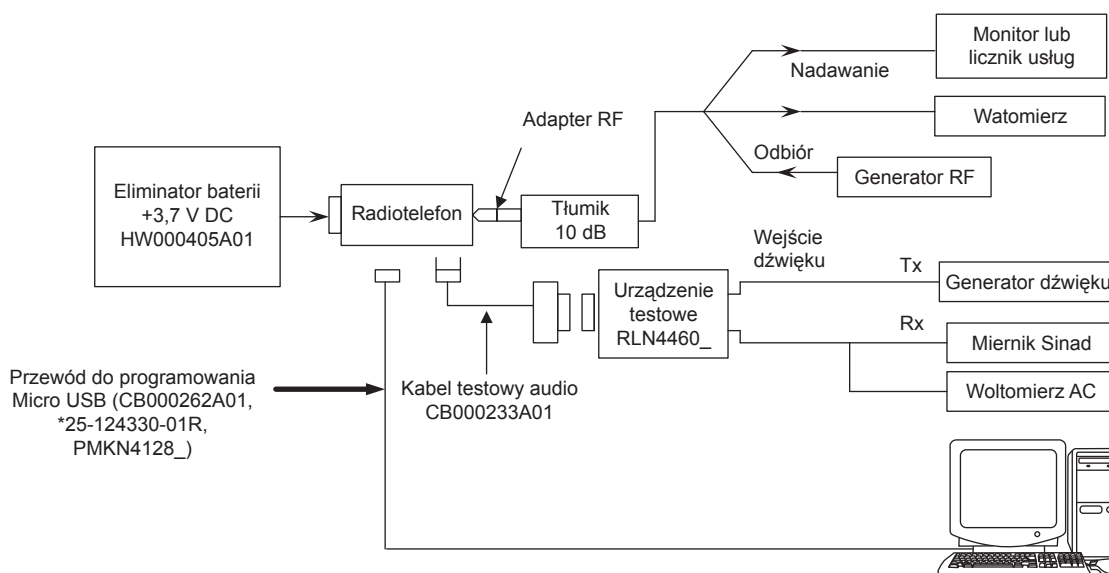 Monitor lub
licznik usług
Nadawanie
Adapter RF
Watomierz
Odbiór
Generator RF
Eliminator baterii
+3,7 V DC
HW000405A01
Radiotelefon
Tłumik
10 dB
Wejście
dźwięku
Tx
Generator dźwięku
Urządzenie
testowe
RLN4460_
Rx
Miernik Sinad
Woltomierz AC
Kabel testowy audio
CB000233A01
Przewód do programowania
Micro USB (CB000262A01,
*25-124330-01R,
PMKN4128_)